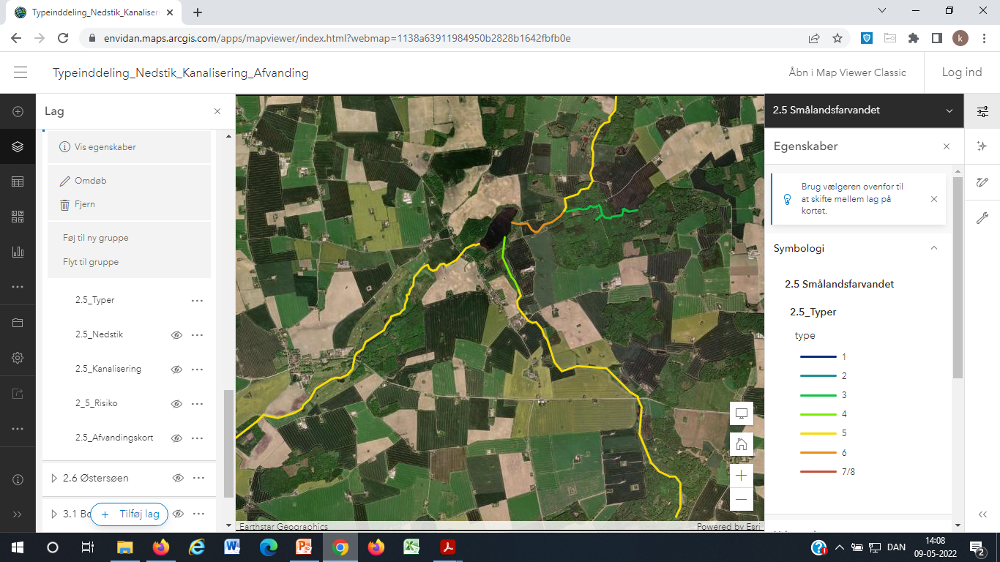 Typeinddeling_Nedstik_Kanaliser
envidan.maps.arcgis.com/apps/mapviewer/index.html?webmap=1138a63911984950b2828b1642fbfb0e
k
Typeinddeling_Nedstik_Kanalisering_Afvanding
Åbn i Map Viewer Classic
Log ind
Lag
Vis egenskaber
Omdøb
Fjern
Føj til ny gruppe
Flyt til gruppe
2.5_Typer
2.5_Nedstik
2.5_Kanalisering
2_5_Risiko
2.5_Afvandingskort
2.6 Østersøen
3.1 Bo
Tilføj lag
Earthstar Geographics
Powered by Esri
2.5 Smålandsfarvandet
Egenskaber
Brug vælgeren ovenfor til
at skifte mellem lag på
kortet.
Symbologi
2.5 Smålandsfarvandet
2.5_Typer
type
1
2
3
4
5
6
7/8
DAN
14:08
09-05-2022
2